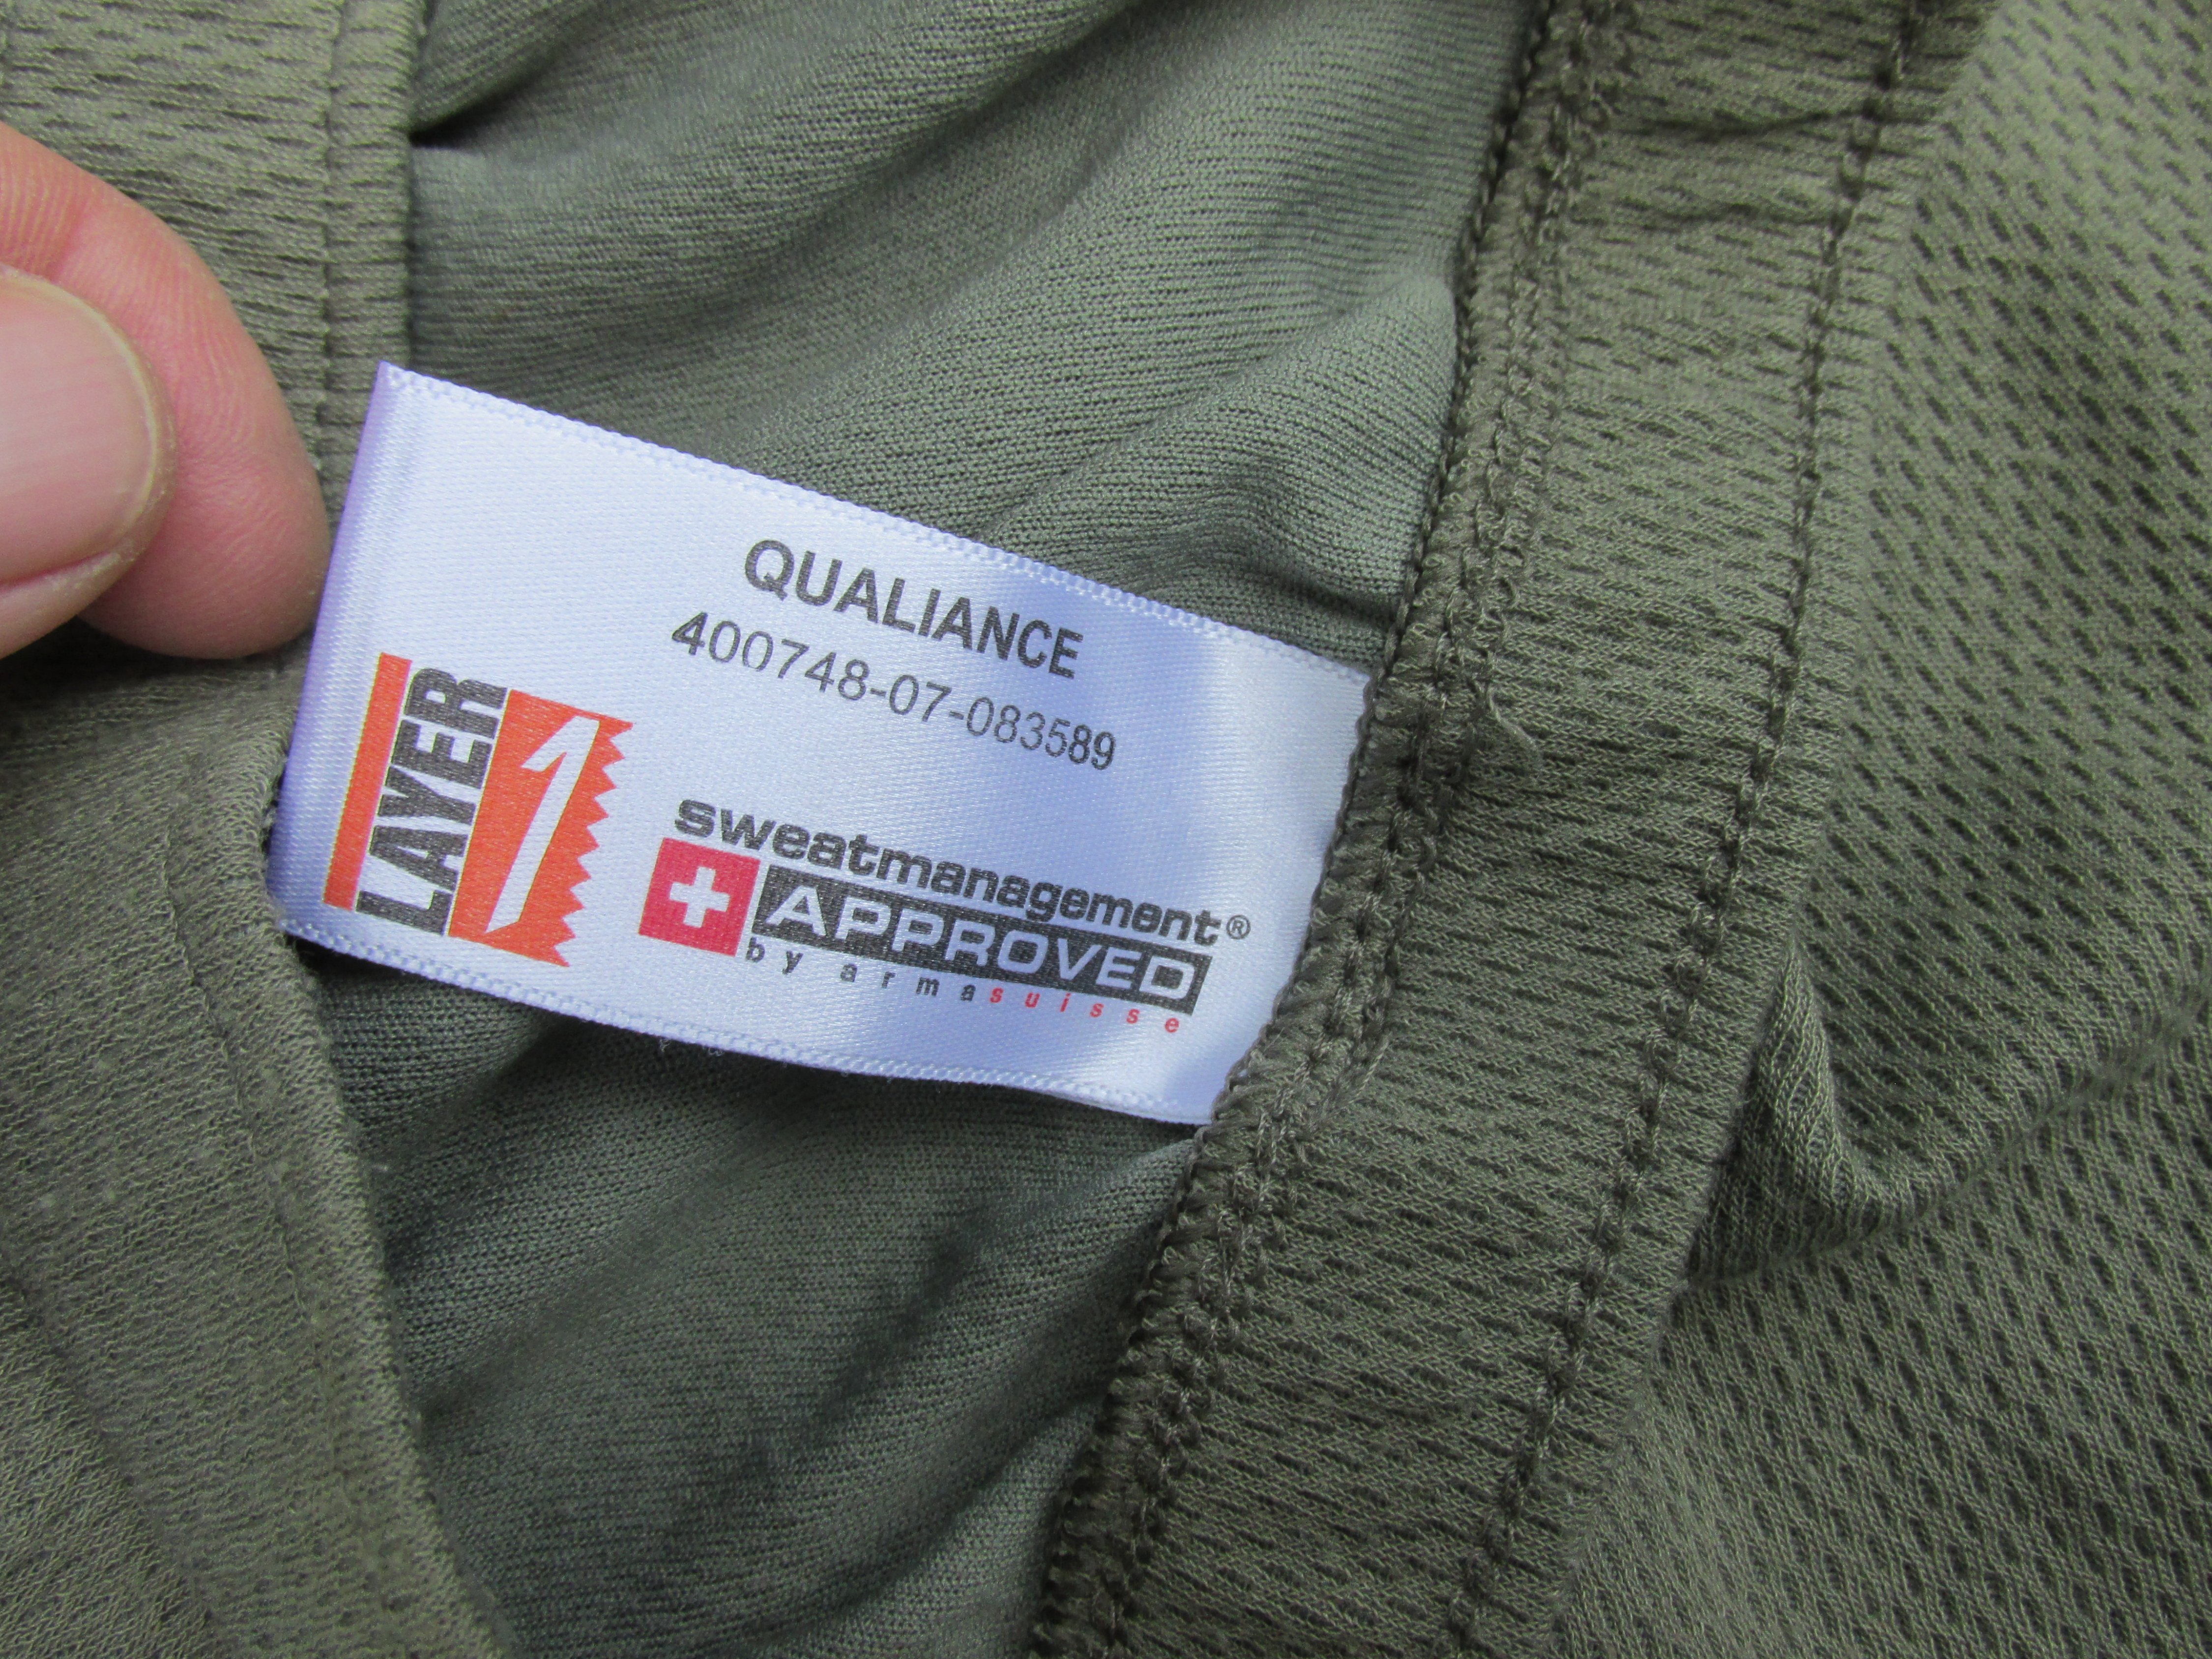 QUALIANCE
400748-07-083589
LAYER 1
sweatmanagement®
APPROVED
by armasuisse